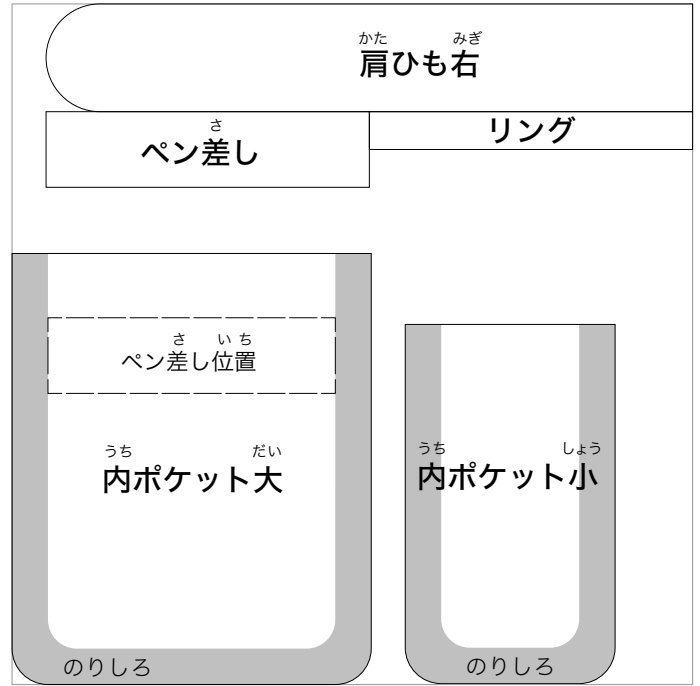 かた みぎ
肩ひも右
さ
ペン差し
リング
さ いち
ペン差し位置
うち だい
内ポケット大
うち しょう
内ポケット小
のりしろ
のりしろ